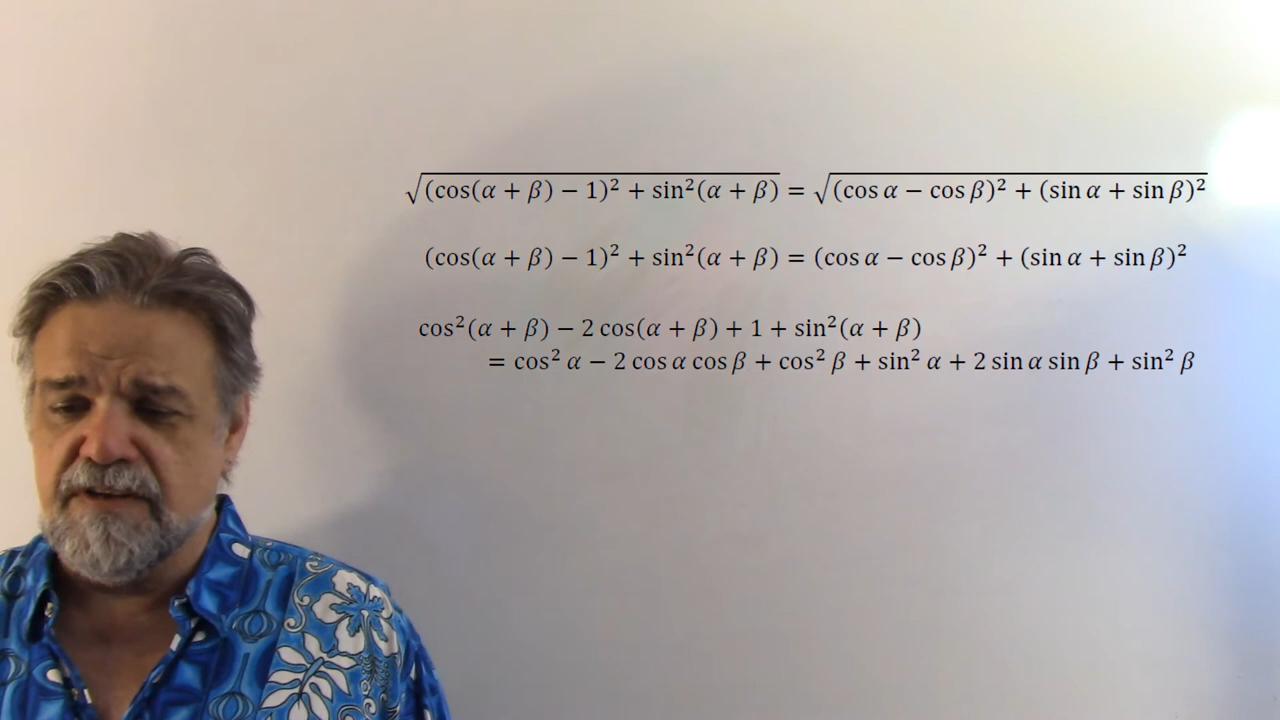 √(cos(α + β) − 1)² + sin²(α + β) = √(cos α − cos β)² + (sin α + sin β)²
(cos(α + β) − 1)² + sin²(α + β) = (cos α − cos β)² + (sin α + sin β)²
cos²(α + β) − 2 cos(α + β) + 1 + sin²(α + β)
= cos² α − 2 cos α cos β + cos² β + sin² α + 2 sin α sin β + sin² β